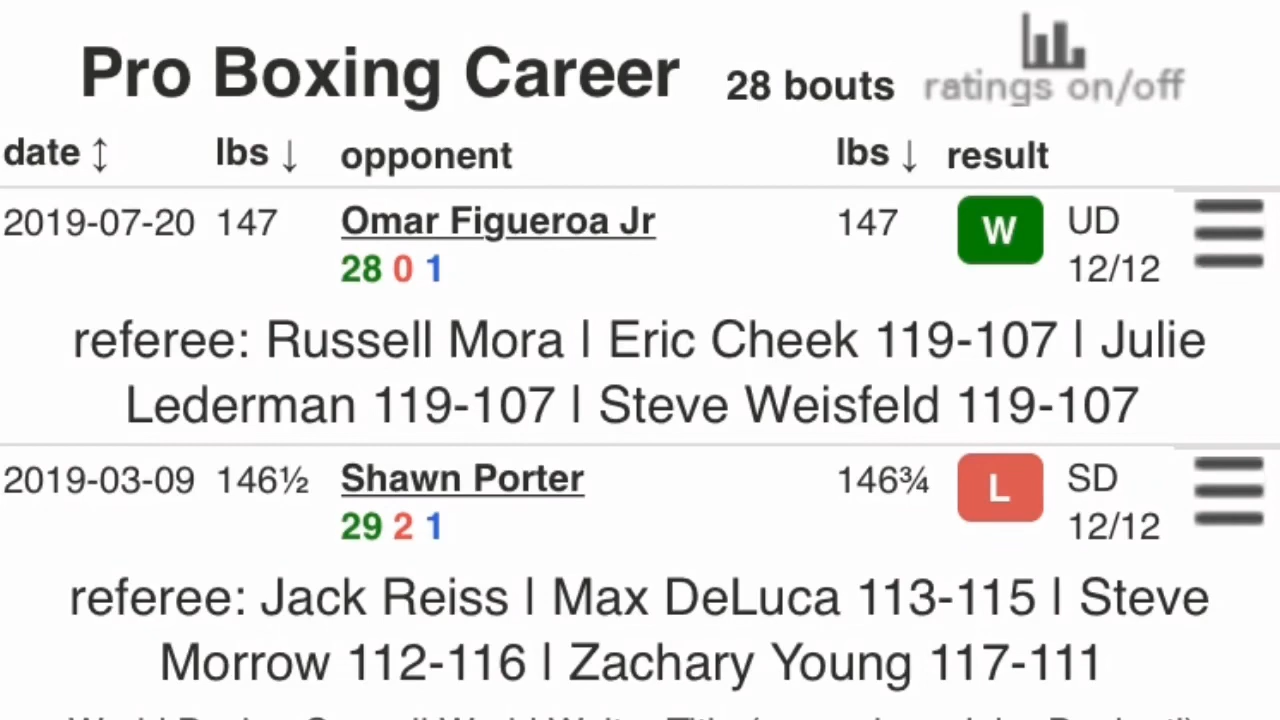 Pro Boxing Career 28 bouts ratings on/off
date ↕ lbs ↓ opponent lbs ↓ result
2019-07-20 147 Omar Figueroa Jr 147 W UD
28 0 1 12/12
referee: Russell Mora | Eric Cheek 119-107 | Julie
Lederman 119-107 | Steve Weisfeld 119-107
2019-03-09 146½ Shawn Porter 146¾ L SD
29 2 1 12/12
referee: Jack Reiss | Max DeLuca 113-115 | Steve
Morrow 112-116 | Zachary Young 117-111